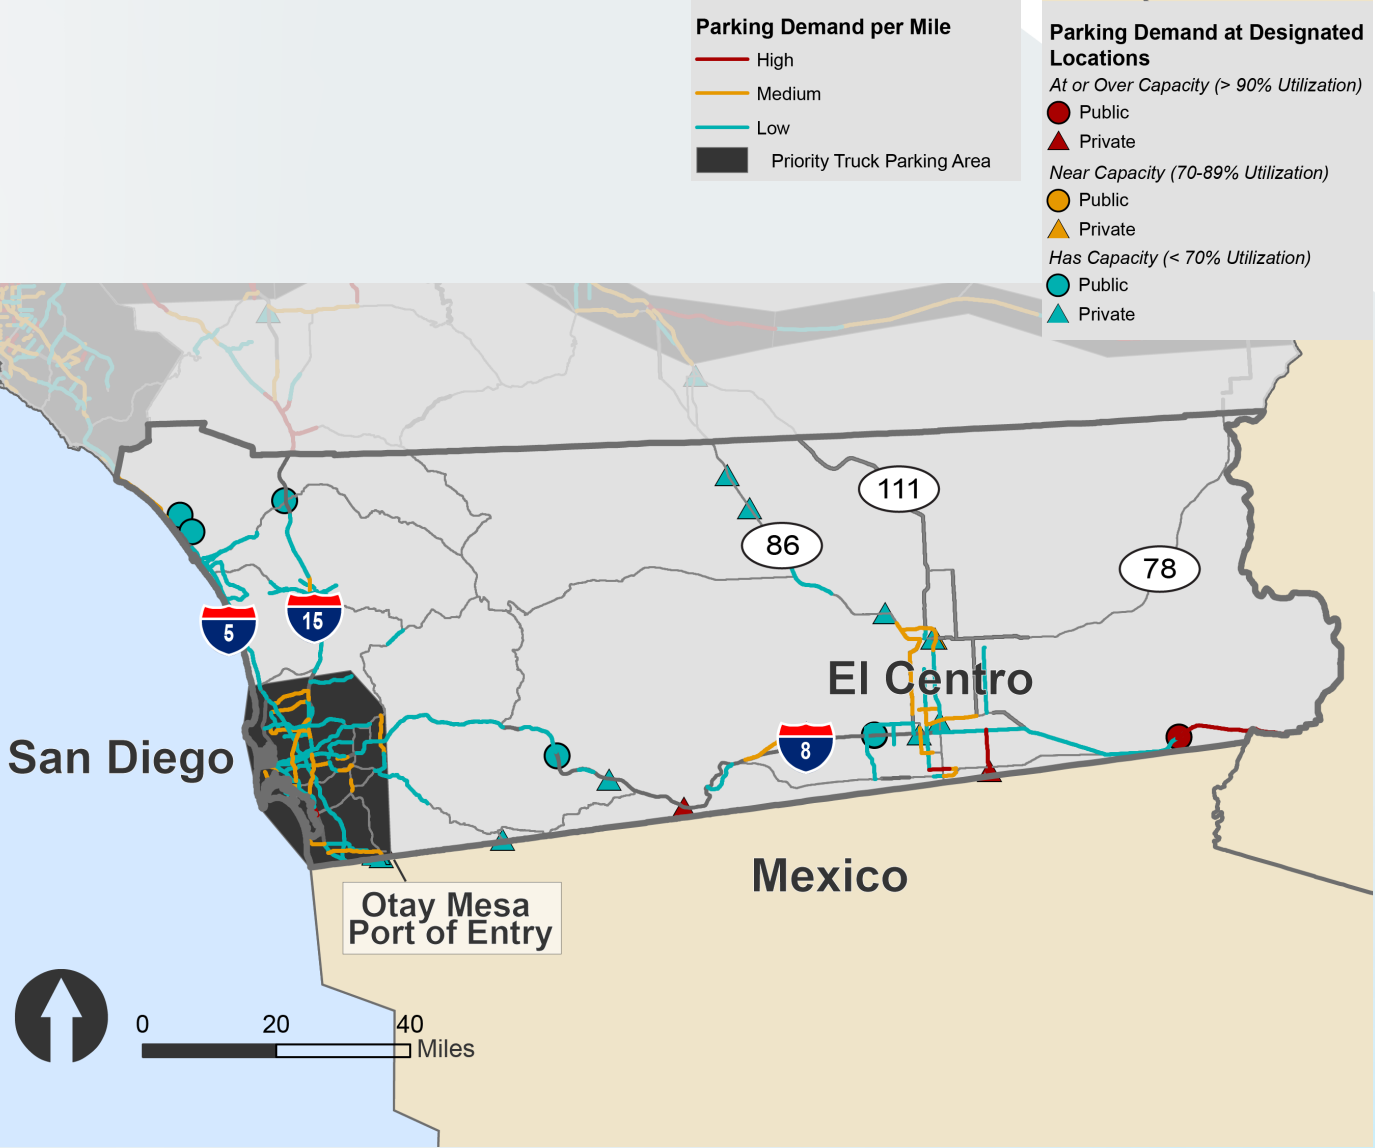 Parking Demand per Mile
High
Medium
Low
Priority Truck Parking Area
Parking Demand at Designated
Locations
At or Over Capacity (> 90% Utilization)
Public
Private
Near Capacity (70-89% Utilization)
Public
Private
Has Capacity (< 70% Utilization)
Public
Private
111
86
78
5
15
El Centro
8
San Diego
Mexico
Otay Mesa
Port of Entry
0 20 40
Miles